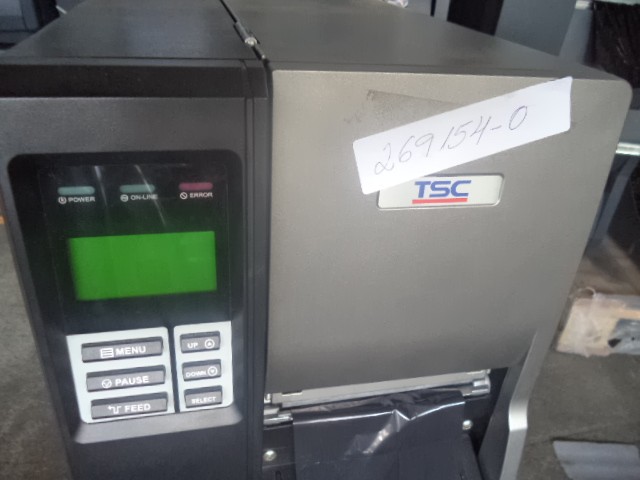 269154-0
TSC
POWER
ON-LINE
ERROR
MENU
PAUSE
FEED
UP
DOWN
SELECT